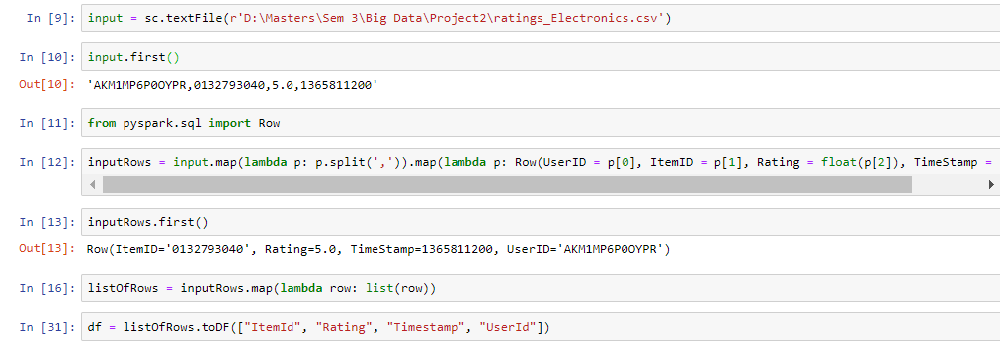 In [9]: input = sc.textFile(r'D:\Masters\Sem 3\Big Data\Project2\ratings_Electronics.csv')
In [10]: input.first()
Out[10]: 'AKM1MP6P0OYPR,0132793040,5.0,1365811200'
In [11]: from pyspark.sql import Row
In [12]: inputRows = input.map(lambda p: p.split(',')).map(lambda p: Row(UserID = p[0], ItemID = p[1], Rating = float(p[2]), TimeStamp =
In [13]: inputRows.first()
Out[13]: Row(ItemID='0132793040', Rating=5.0, TimeStamp=1365811200, UserID='AKM1MP6P0OYPR')
In [16]: listOfRows = inputRows.map(lambda row: list(row))
In [31]: df = listOfRows.toDF(["ItemId", "Rating", "Timestamp", "UserId"])